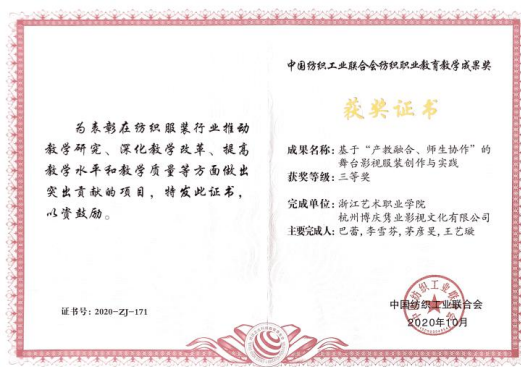 为表彰在纺织服装行业推动
教学研究、深化教学改革、提高
教学水平和教学质量等方面做出
突出贡献的项目，特发此证书，
以资鼓励。
证书号：2020-ZJ-171
中国纺织工业联合会纺织职业教育教学成果奖
获奖证书
成果名称：基于“产教融合、师生协作”的
舞台影视服装创作与实践
获奖等级：三等奖
完成单位：浙江艺术职业学院
杭州博庆隽业影视文化有限公司
主要完成人：巴蕾，李雪芬，茅彦旻，王艺璇
中国纺织工业联合会
2020年10月